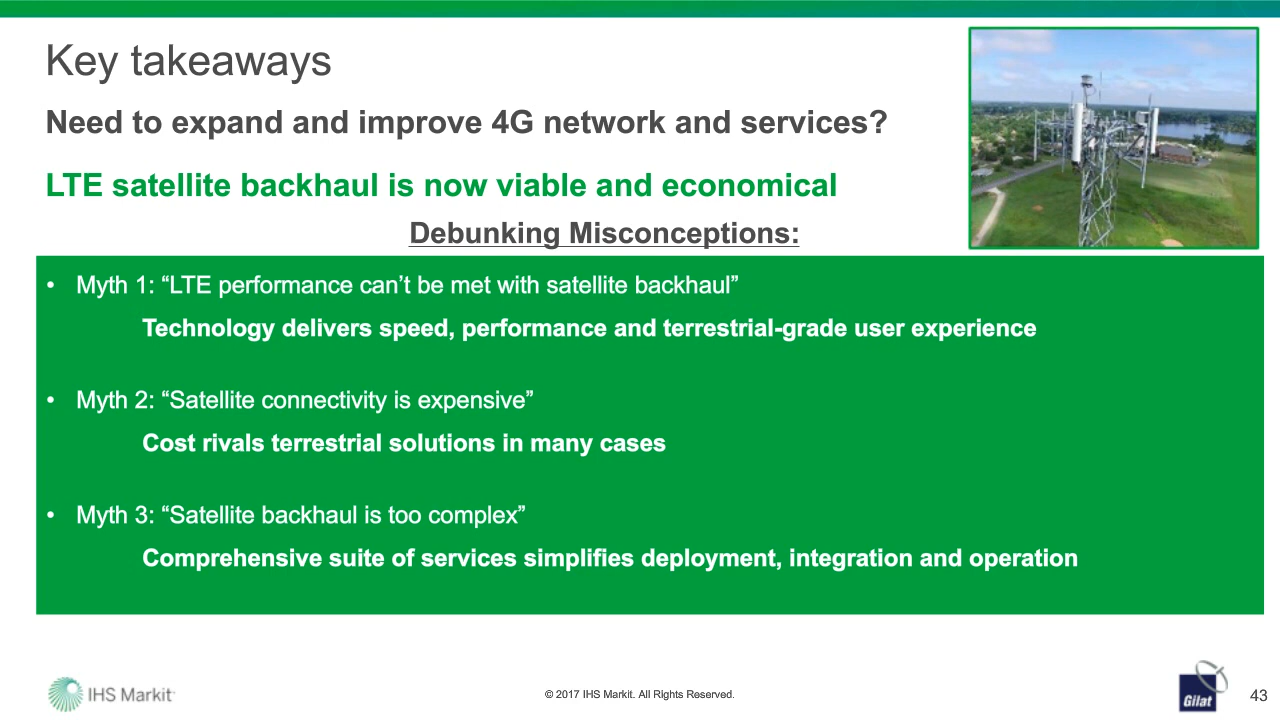 Key takeaways
Need to expand and improve 4G network and services?
LTE satellite backhaul is now viable and economical
Debunking Misconceptions:
• Myth 1: “LTE performance can’t be met with satellite backhaul”
Technology delivers speed, performance and terrestrial-grade user experience
• Myth 2: “Satellite connectivity is expensive”
Cost rivals terrestrial solutions in many cases
• Myth 3: “Satellite backhaul is too complex”
Comprehensive suite of services simplifies deployment, integration and operation
IHS Markit
© 2017 IHS Markit. All Rights Reserved.
Gilat
43